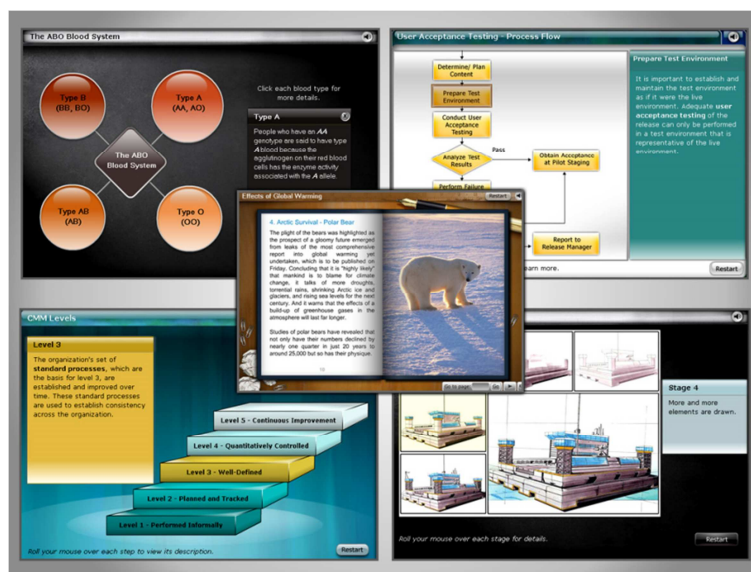 The ABO Blood System
Type B
(BB, BO)
Type A
(AA, AO)
The ABO
Blood System
Type AB
(AB)
Type O
(OO)
Click each blood type for
more details.
Type A
People who have an AA
genotype are said to have type
A blood because the
agglutinogen on their red blood
cells has the enzyme activity
associated with the A allele.
User Acceptance Testing - Process Flow
Determine/ Plan
Content
Prepare Test
Environment
Conduct User
Acceptance
Testing
Analyze Test
Results
Pass
Obtain Acceptance
at Pilot Staging
Perform Failure
Report to
Release Manager
earn more.
Restart
Prepare Test Environment
It is important to establish and
maintain the test environment
as if it were the live
environment. Adequate user
acceptance testing of the
release can only be performed
in a test environment that is
representative of the live
environment.
Effects of Global Warming
Restart
4. Arctic Survival - Polar Bear
The plight of the bears was highlighted as
the prospect of a gloomy future emerged
from leaks of the most comprehensive
report into global warming yet
undertaken, which is to be published on
Friday. Concluding that it is "highly likely"
that mankind is to blame for climate
change, it talks of more droughts,
torrential rains, shrinking Arctic ice and
glaciers, and rising sea levels for the next
century. And it warns that the effects of a
build-up of greenhouse gases in the
atmosphere will last far longer.
Studies of polar bears have revealed that
not only have their numbers declined by
nearly one quarter in just 20 years to
around 25,000 but so has their physique.
Go to page
Go
CMM Levels
Level 3
The organization's set of
standard processes, which are
the basis for level 3, are
established and improved over
time. These standard processes
are used to establish consistency
across the organization.
Level 5 - Continuous Improvement
Level 4 - Quantitatively Controlled
Level 3 - Well-Defined
Level 2 - Planned and Tracked
Level 1 - Performed Informally
Roll your mouse over each step to view its description.
Restart
Stage 4
More and more
elements are drawn.
Roll your mouse over each stage for details.
Restart